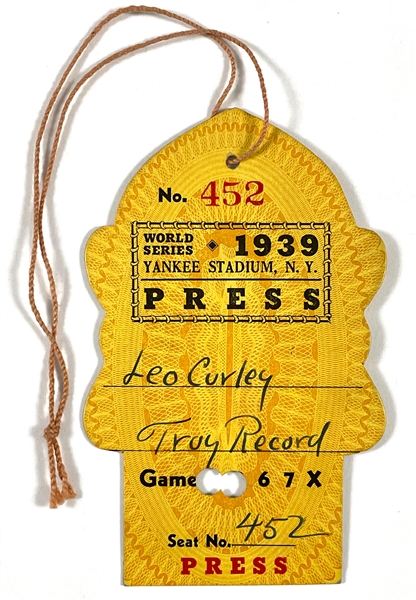 No. 452
WORLD SERIES ◆ 1939
YANKEE STADIUM, N. Y.
PRESS
Leo Curley
Troy Record
Game 6 7 X
Seat No. 452
PRESS